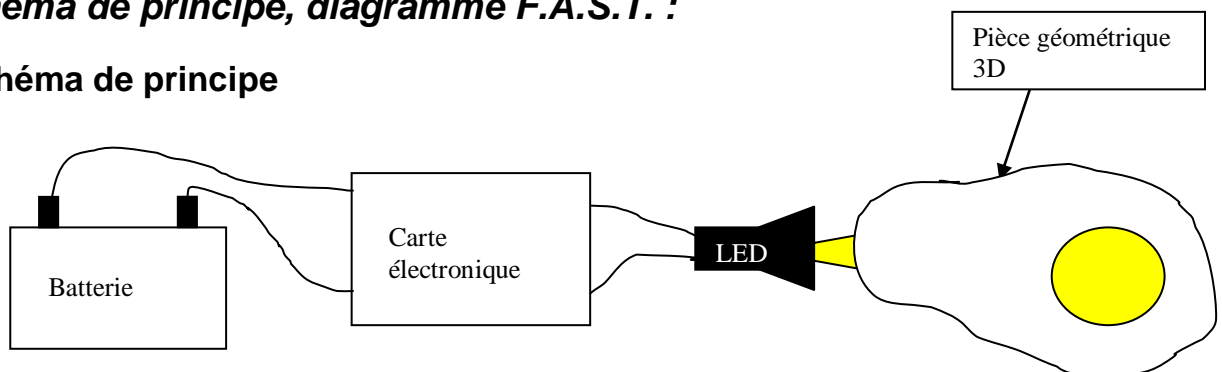 éma de principe, diagramme F.A.S.T. :
héma de principe
Pièce géométrique
3D
Carte
électronique
LED
Batterie